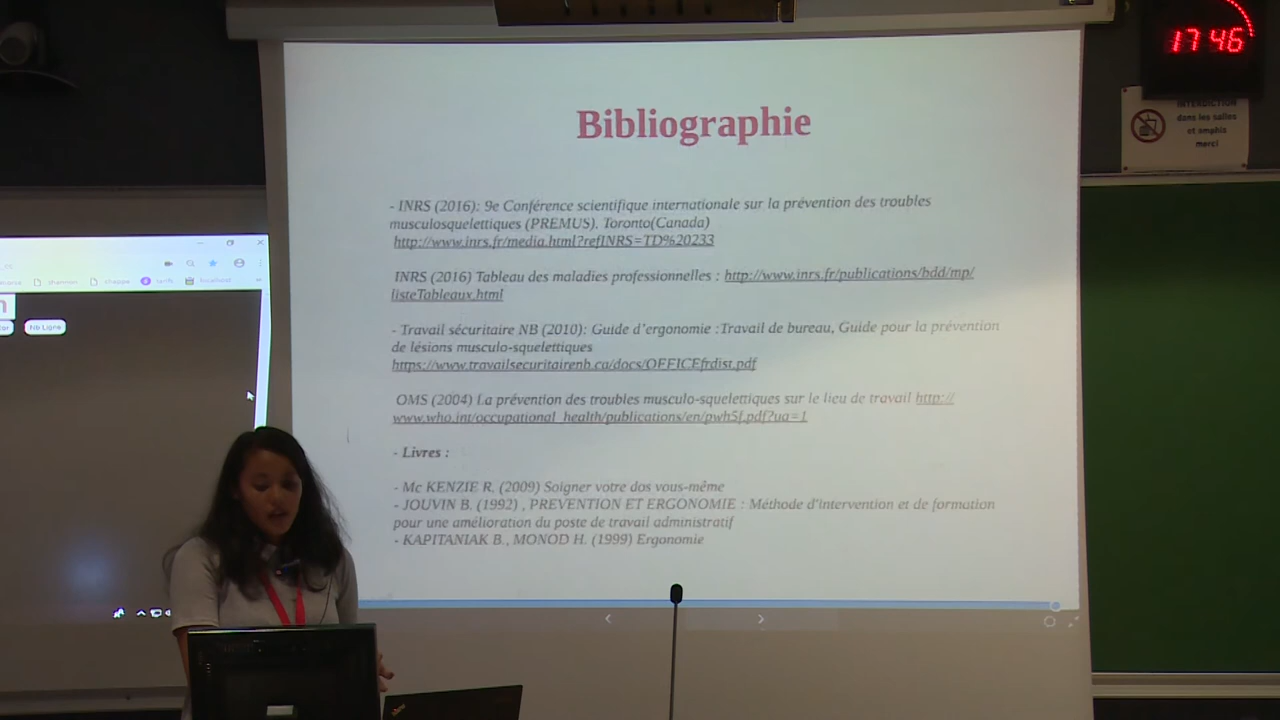 17 46
INTERDICTION
dans les salles
et amphis
merci
Bibliographie
- INRS (2016): 9e Conférence scientifique internationale sur la prévention des troubles
musculosquelettiques (PREMUS). Toronto(Canada)
http://www.inrs.fr/media.html?refINRS=TD%20233
INRS (2016) Tableau des maladies professionnelles : http://www.inrs.fr/publications/bdd/mp/
listeTableaux.html
- Travail sécuritaire NB (2010): Guide d'ergonomie :Travail de bureau, Guide pour la prévention
de lésions musculo-squelettiques
https://www.travailsecuritairenb.ca/docs/OFFICEfrdist.pdf
OMS (2004) La prévention des troubles musculo-squelettiques sur le lieu de travail http://
www.who.int/occupational_health/publications/en/pwh5f.pdf?ua=1
- Livres :
- Mc KENZIE R. (2009) Soigner votre dos vous-même
- JOUVIN B. (1992) , PREVENTION ET ERGONOMIE : Méthode d'intervention et de formation
pour une amélioration du poste de travail administratif
- KAPITANIAK B., MONOD H. (1999) Ergonomie
Nb Ligne